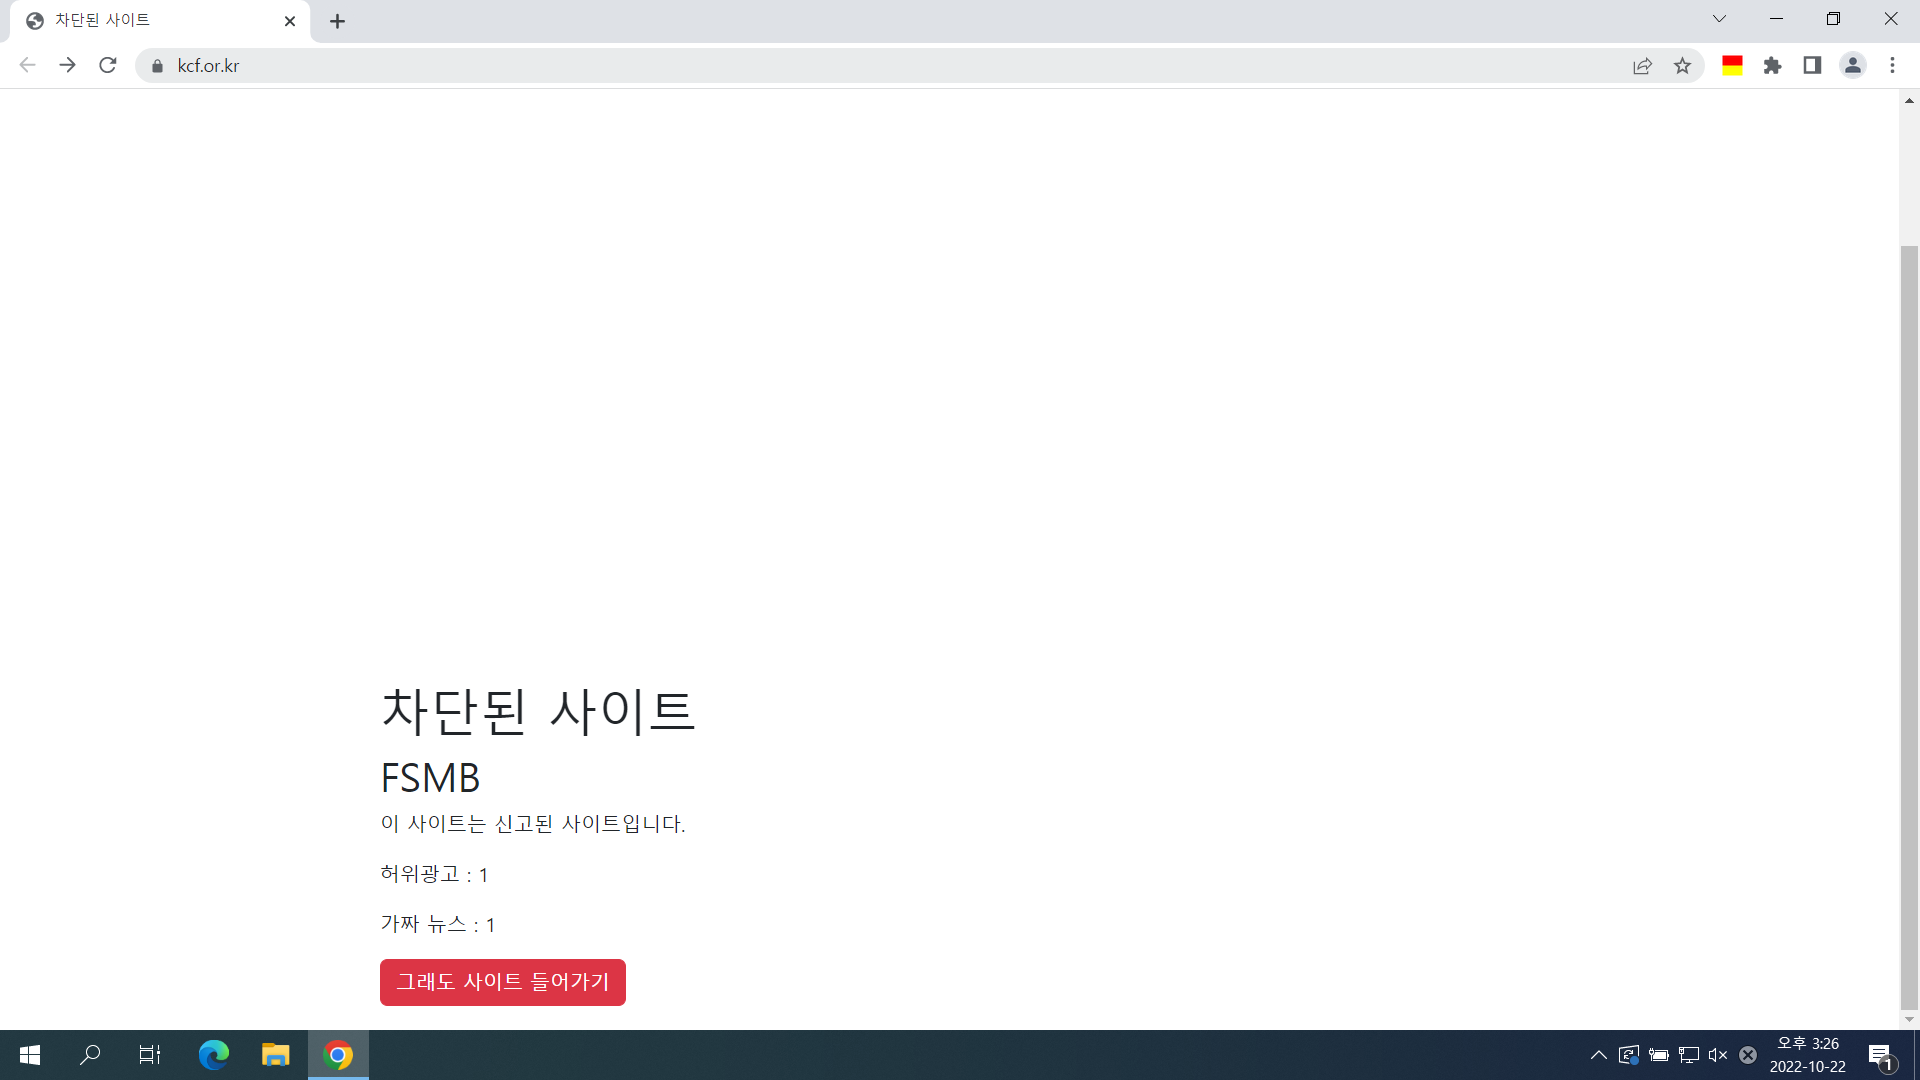 차단된 사이트
kcf.or.kr
차단된 사이트
FSMB
이 사이트는 신고된 사이트입니다.
허위광고 : 1
가짜 뉴스 : 1
그래도 사이트 들어가기
오후 3:26
2022-10-22
1